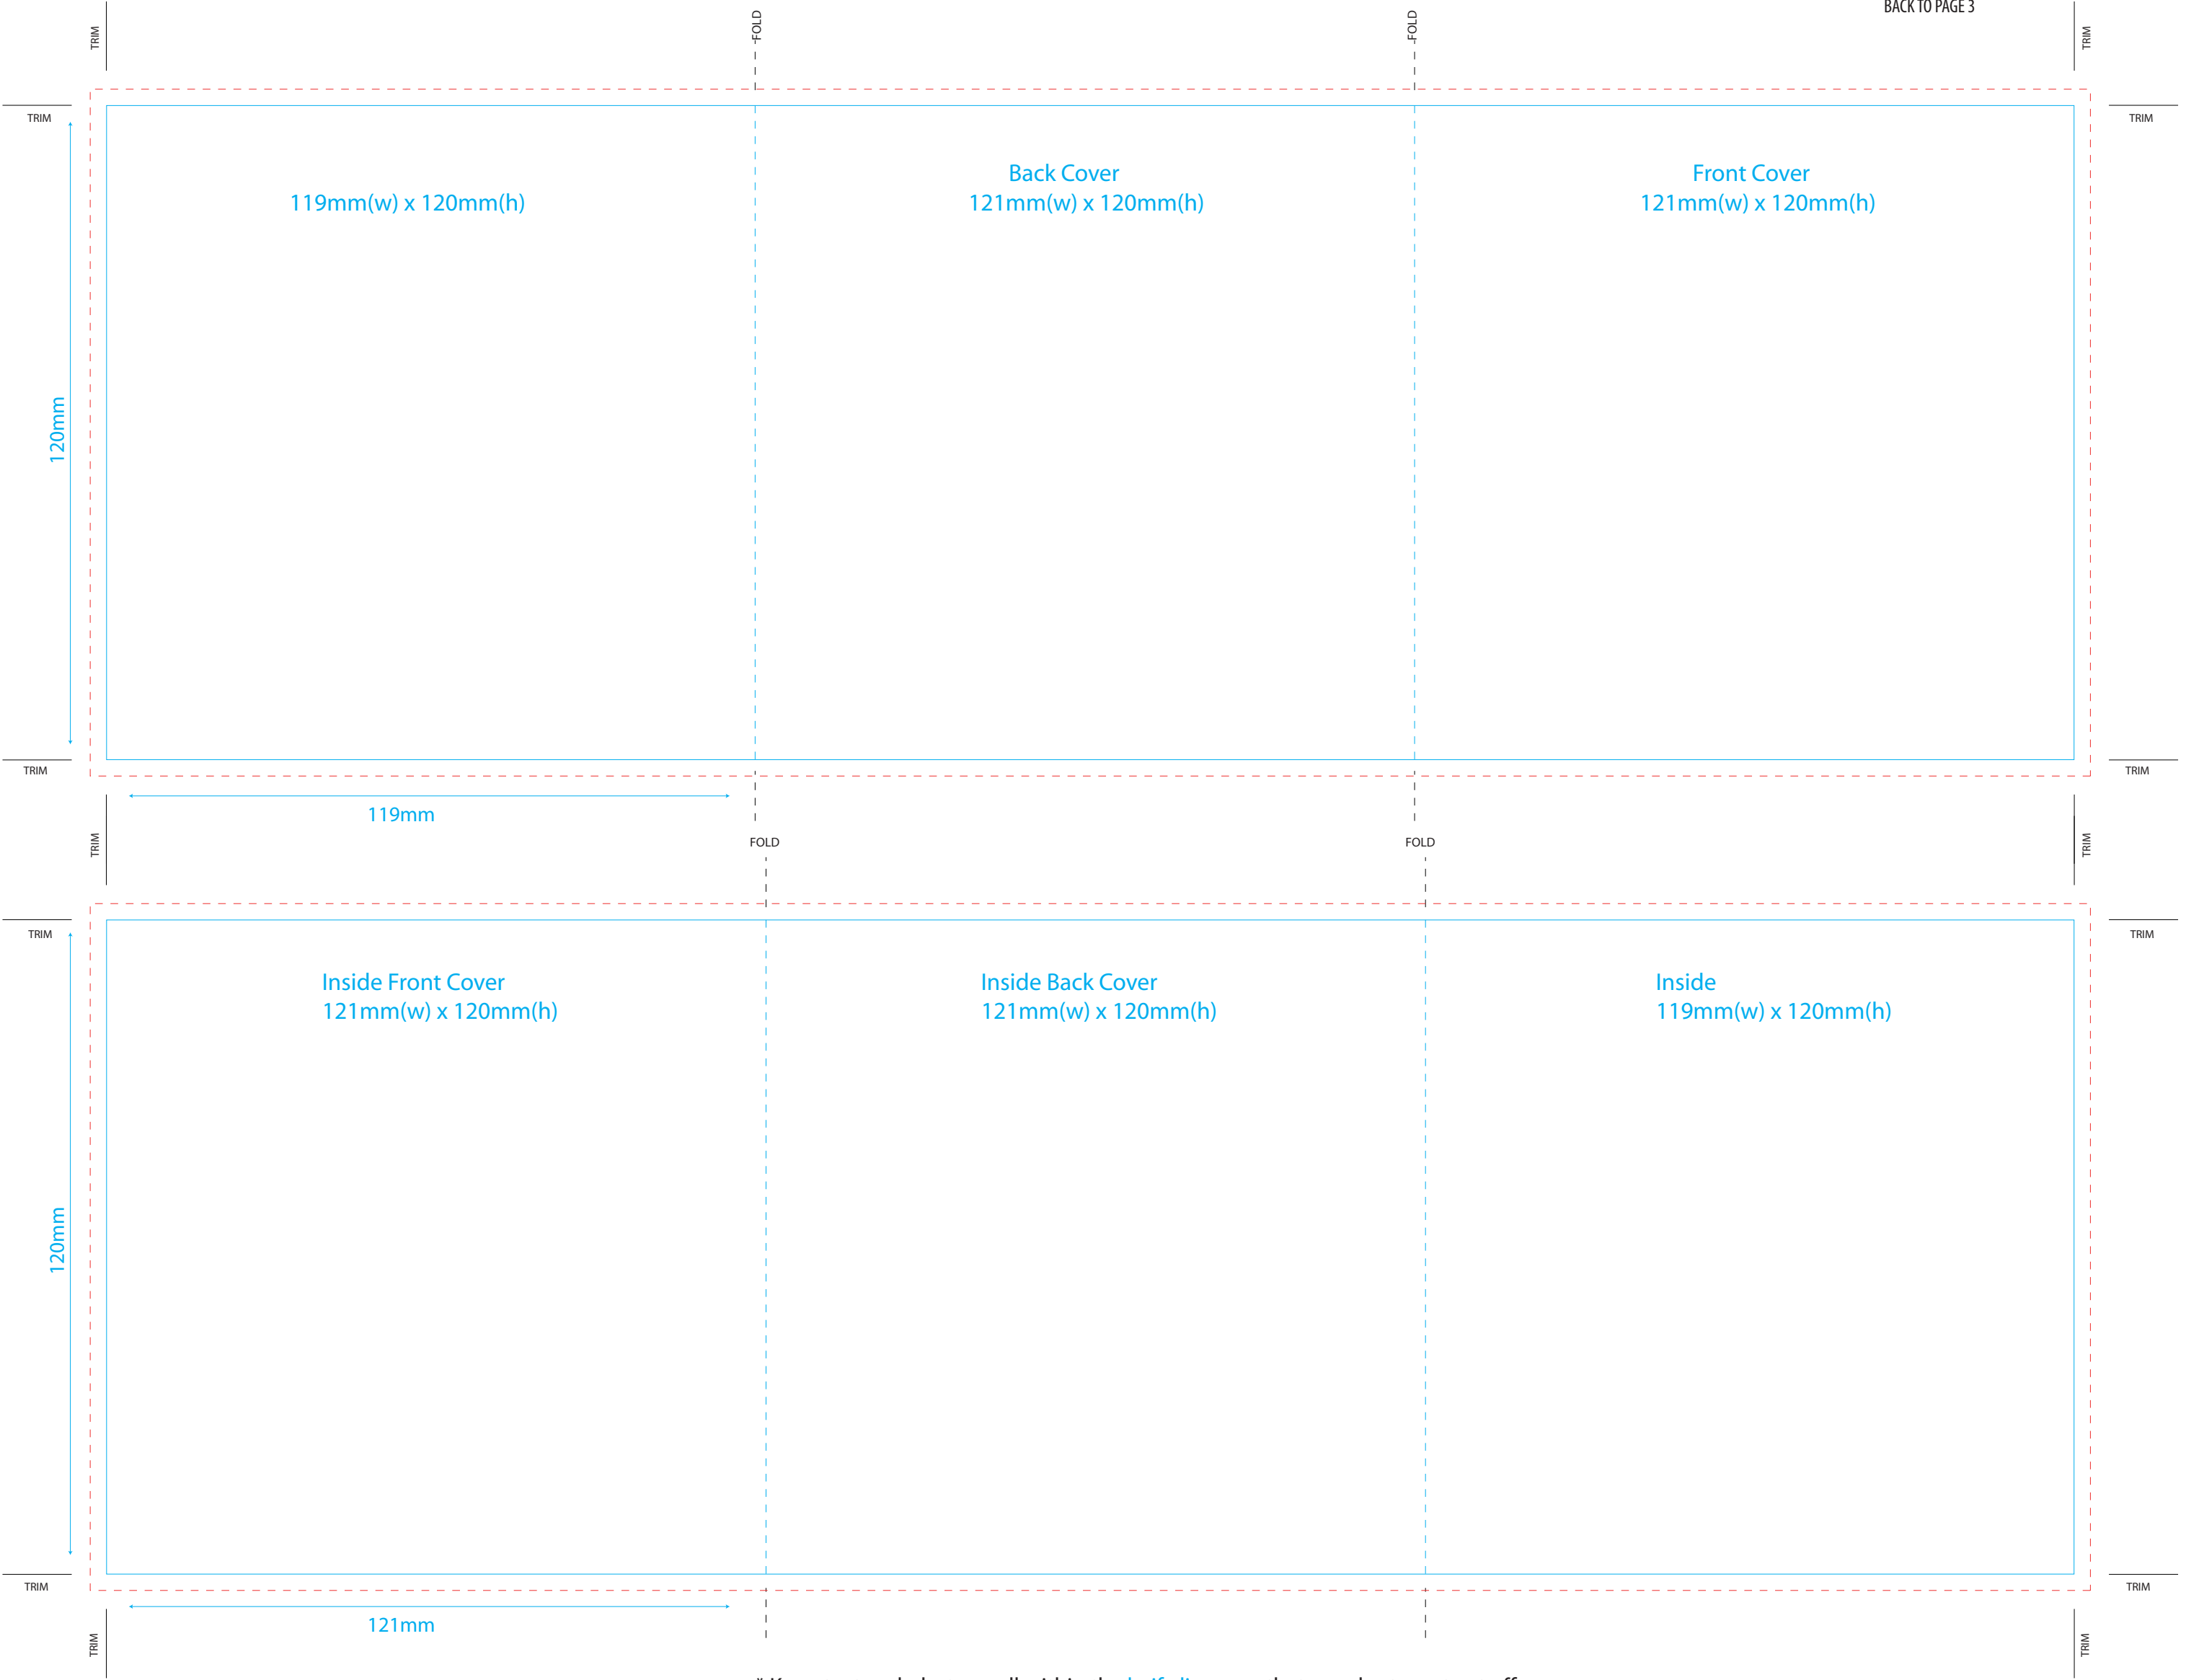 BACK TO PAGE 3
TRIM
FOLD
FOLD
TRIM
TRIM
TRIM
119mm(w) x 120mm(h)
Back Cover
121mm(w) x 120mm(h)
Front Cover
121mm(w) x 120mm(h)
120mm
TRIM
TRIM
119mm
TRIM
FOLD
FOLD
TRIM
TRIM
TRIM
Inside Front Cover
121mm(w) x 120mm(h)
Inside Back Cover
121mm(w) x 120mm(h)
Inside
119mm(w) x 120mm(h)
120mm
TRIM
TRIM
121mm
TRIM
TRIM